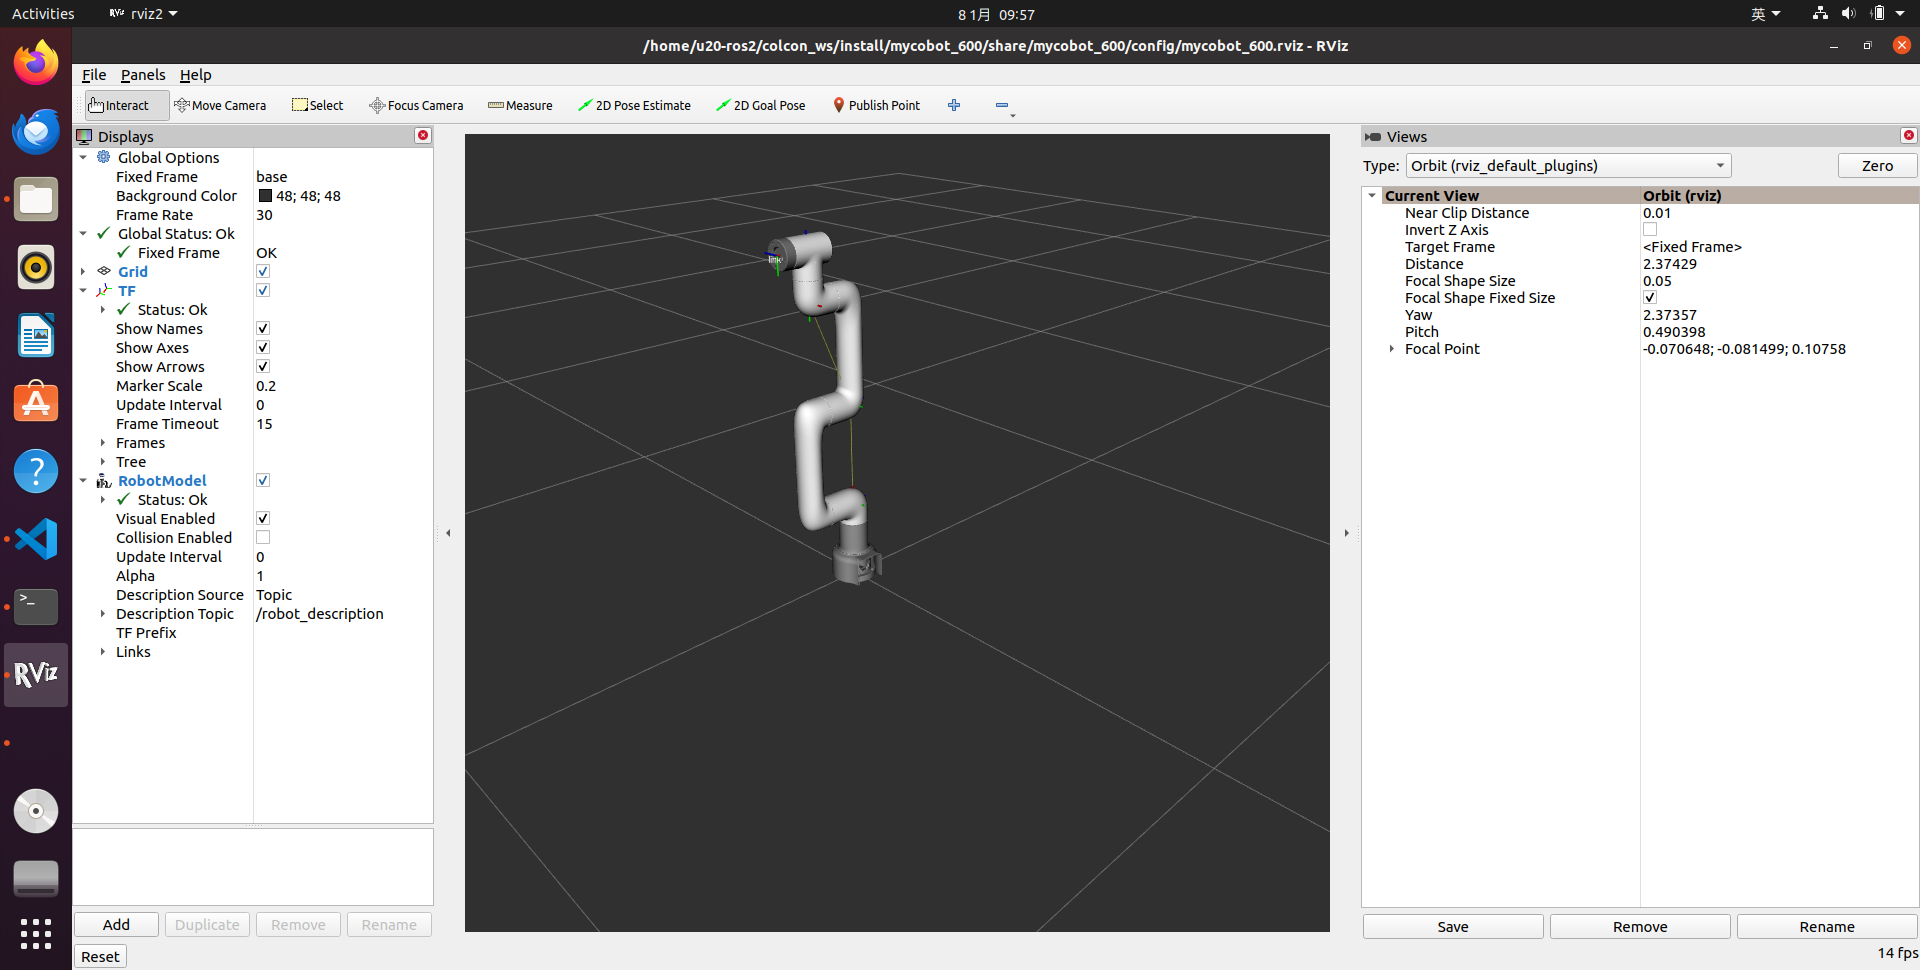 Activities rviz2 8 1月 09:57 英
/home/u20-ros2/colcon_ws/install/mycobot_600/share/mycobot_600/config/mycobot_600.rviz - RViz
File Panels Help
Interact Move Camera Select Focus Camera Measure 2D Pose Estimate 2D Goal Pose Publish Point
Displays
Global Options
Fixed Frame base
Background Color 48; 48; 48
Frame Rate 30
Global Status: Ok
Fixed Frame OK
Grid
TF
Status: Ok
Show Names
Show Axes
Show Arrows
Marker Scale 0.2
Update Interval 0
Frame Timeout 15
Frames
Tree
RobotModel
Status: Ok
Visual Enabled
Collision Enabled
Update Interval 0
Alpha 1
Description Source Topic
Description Topic /robot_description
TF Prefix
Links
Add Duplicate Remove Rename
Reset
RViz
Views
Type: Orbit (rviz_default_plugins) Zero
Current View Orbit (rviz)
Near Clip Distance 0.01
Invert Z Axis
Target Frame <Fixed Frame>
Distance 2.37429
Focal Shape Size 0.05
Focal Shape Fixed Size
Yaw 2.37357
Pitch 0.490398
Focal Point -0.070648; -0.081499; 0.10758
Save Remove Rename
14 fps